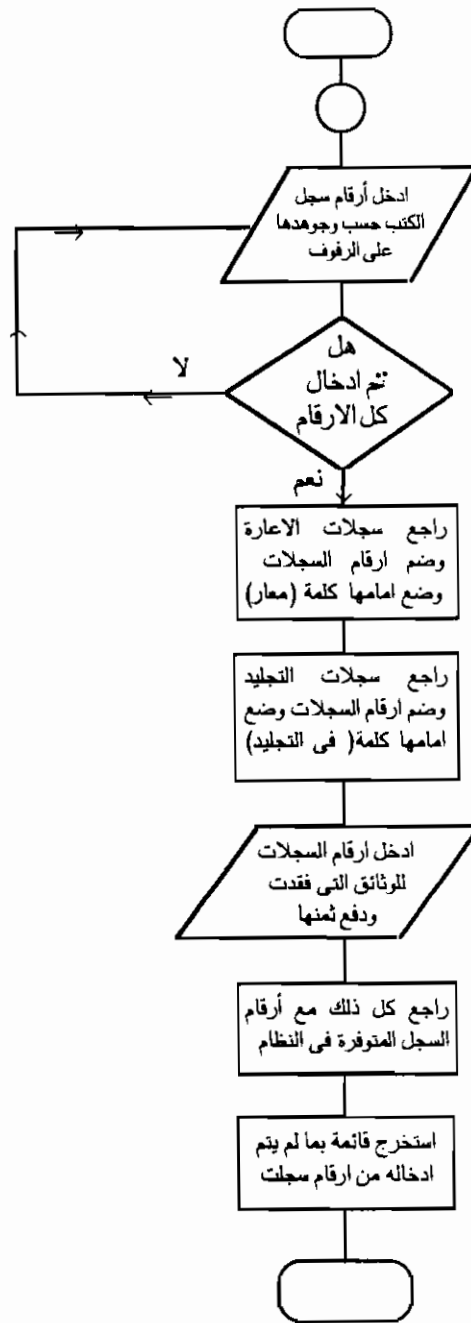 ادخل أرقام سجل
الكتب حسب وجوهدها
على الرفوف
هل
تم ادخال
كل الارقام
لا
نعم
راجع سجلات الاعارة
وضم ارقام السجلات
وضع امامها كلمة (معار)
راجع سجلات التجليد
وضم ارقام السجلات وضع
امامها كلمة( فى التجليد)
ادخل ارقام السجلات
للوثائق التى فقدت
ودفع ثمنها
راجع كل ذلك مع أرقام
السجل المتوفرة فى النظام
استخرج قائمة بما لم يتم
ادخاله من ارقام سجلت